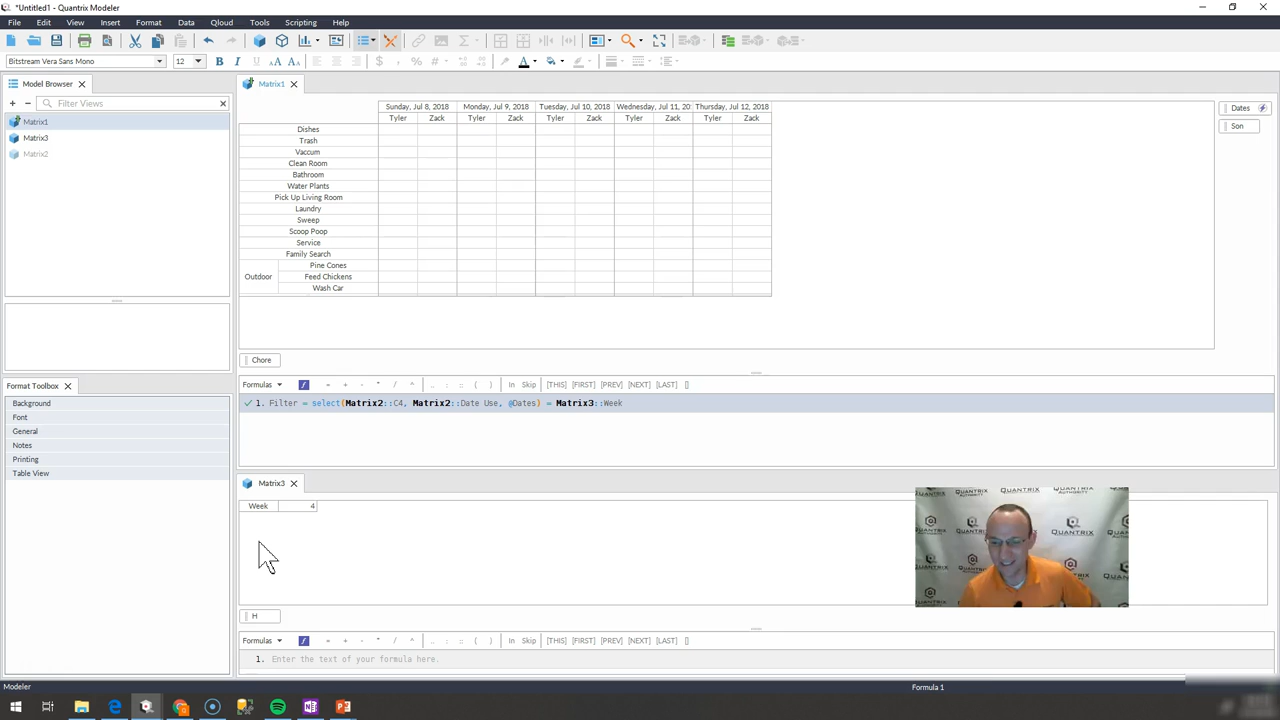 *Untitled1 - Quantrix Modeler
File Edit View Insert Format Data Qloud Tools Scripting Help
Bitstream Vera Sans Mono 12 B I U
Model Browser
Filter Views
Matrix1
Matrix3
Matrix2
Format Toolbox
Background
Font
General
Notes
Printing
Table View
Matrix1
Sunday, Jul 8, 2018 Monday, Jul 9, 2018 Tuesday, Jul 10, 2018 Wednesday, Jul 11, 20 Thursday, Jul 12, 2018
Tyler Zack Tyler Zack Tyler Zack Tyler Zack Tyler Zack
Dishes
Trash
Vaccum
Clean Room
Bathroom
Water Plants
Pick Up Living Room
Laundry
Sweep
Scoop Poop
Service
Family Search
Outdoor
Pine Cones
Feed Chickens
Wash Car
Dates
Son
Chore
Formulas f = + - * / ^ .. : :: ( ) In Skip [THIS] [FIRST] [PREV] [NEXT] [LAST] []
1. Filter = select(Matrix2::C4, Matrix2::Date Use, @Dates) = Matrix3::Week
Matrix3
Week 4
H
Formulas f = + - * / ^ .. : :: ( ) In Skip [THIS] [FIRST] [PREV] [NEXT] [LAST] []
1. Enter the text of your formula here.
QUANTRIX AUTHORITY
Modeler Formula 1